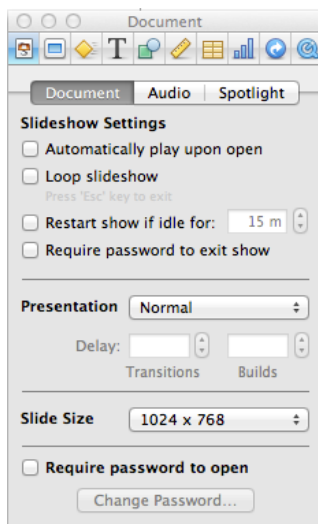 Document
T
Document Audio Spotlight
Slideshow Settings
Automatically play upon open
Loop slideshow
Press 'Esc' key to exit
Restart show if idle for: 15 m
Require password to exit show
Presentation Normal
Delay:
Transitions Builds
Slide Size 1024 x 768
Require password to open
Change Password...